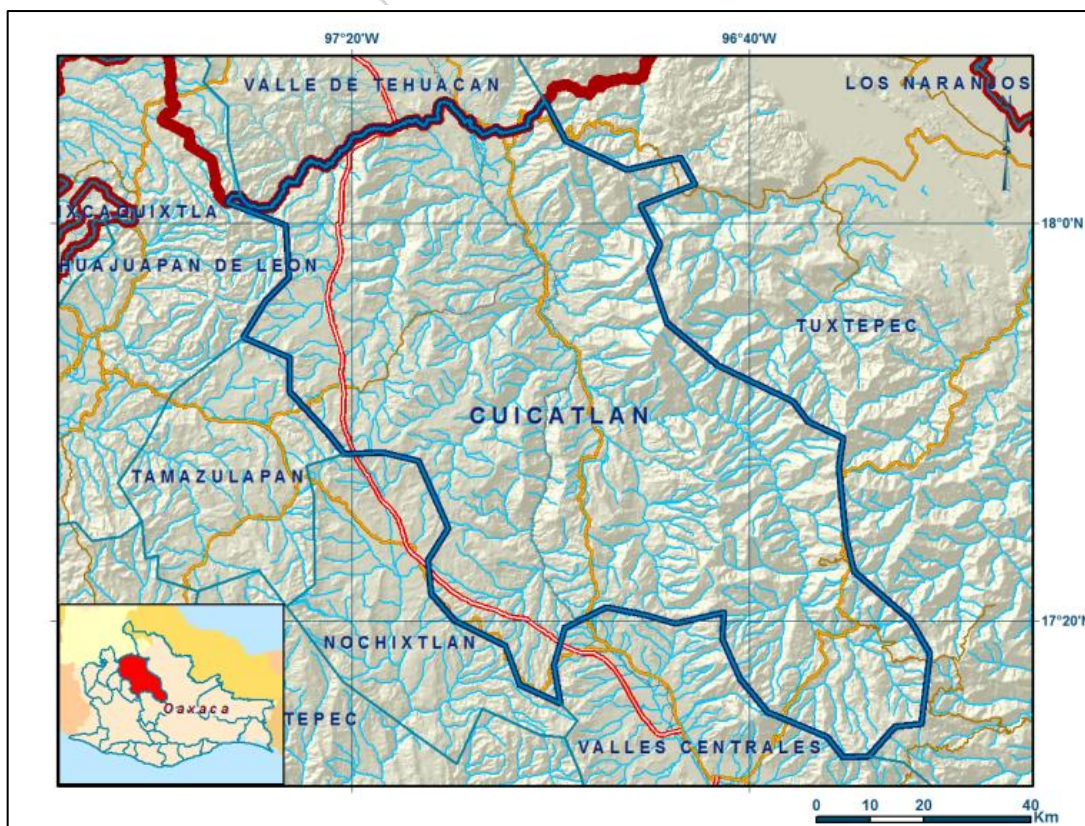 97°20'W
96°40'W
VALLE DE TEHUACAN
LOS NARANJOS
IXCAQUIXTLA
18°0'N
HUAJUAPAN DE LEON
TUXTEPEC
CUICATLAN
TAMAZULAPAN
17°20'N
NOCHIXTLAN
Oaxaca
TEPEC
VALLES CENTRALES
0 10 20 40
Km